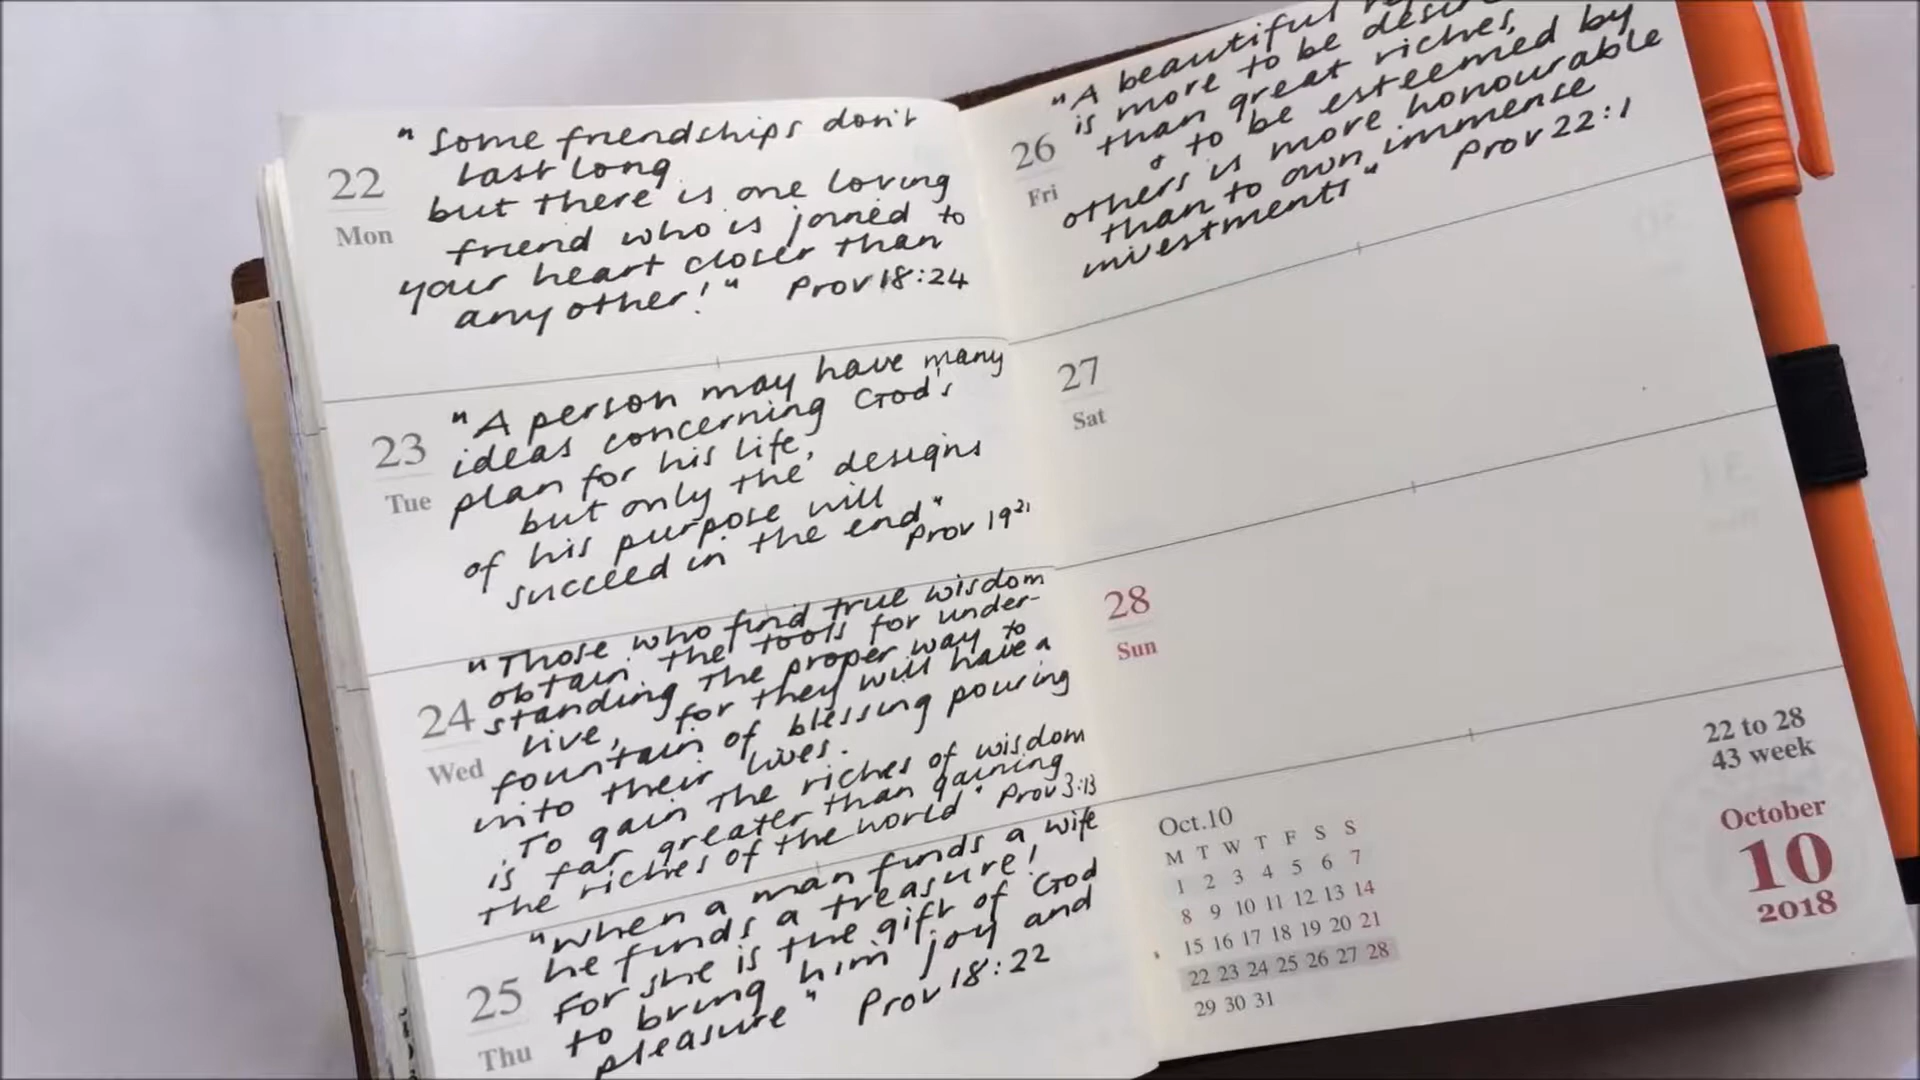 22
Mon
"Some friendships don't
last long
but there is one loving
friend who is joined to
your heart closer than
any other!" Prov 18:24
23
Tue
"A person may have many
ideas concerning God's
plan for his life,
but only the designs
of his purpose will
succeed in the end"
Prov 19 21
24
Wed
"Those who find true wisdom
obtain the tools for under-
standing the proper way to
live, for they will have a
fountain of blessing pouring
into their lives.
To gain the riches of wisdom
is far greater than gaining
the riches of the world" Prov 3:13
25
Thu
"When a man finds a wife
he finds a treasure!
For she is the gift of God
to bring him joy and
pleasure" Prov 18:22
26
Fri
"A beautiful
is more to be
than great riches,
& to be esteemed by
others is more honourable
than to own immense
investments" Prov 22:1
27
Sat
28
Sun
22 to 28
43 week
October
10
2018
Oct.10
M T W T F S S
1 2 3 4 5 6 7
8 9 10 11 12 13 14
15 16 17 18 19 20 21
22 23 24 25 26 27 28
29 30 31